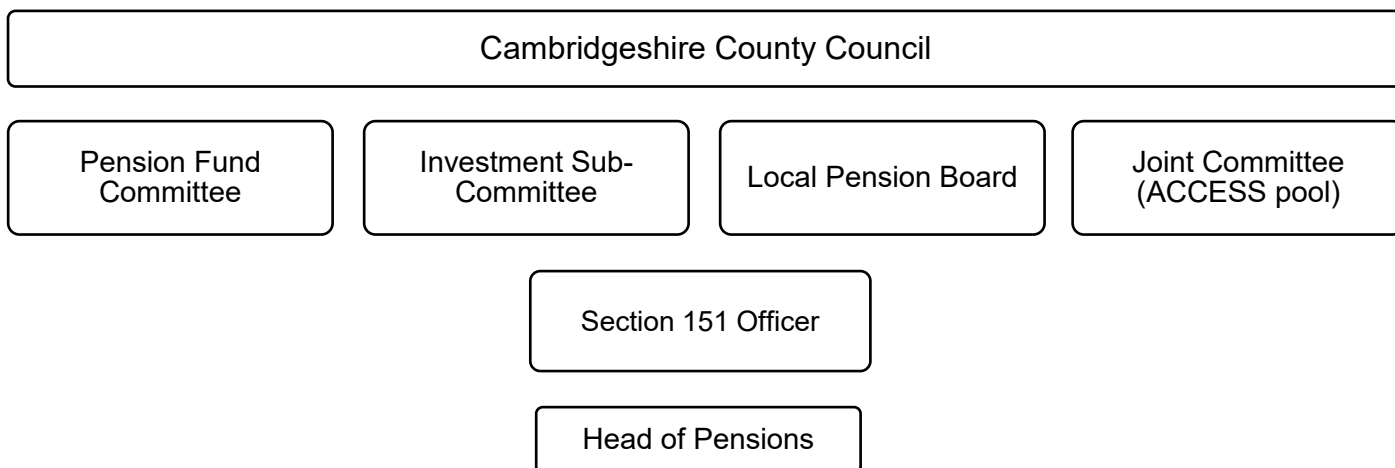 Cambridgeshire County Council
Pension Fund
Committee
Investment Sub-
Committee
Local Pension Board
Joint Committee
(ACCESS pool)
Section 151 Officer
Head of Pensions